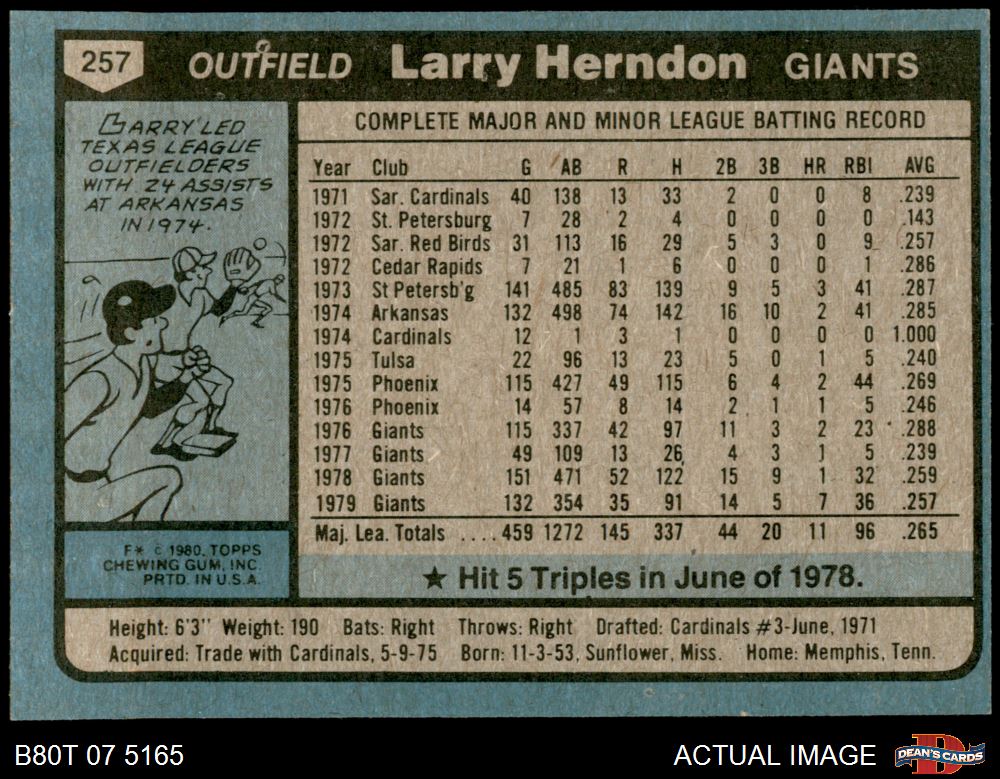 257 OUTFIELD Larry Herndon GIANTS
LARRY LED
TEXAS LEAGUE
OUTFIELDERS
WITH 24 ASSISTS
AT ARKANSAS
IN 1974.
COMPLETE MAJOR AND MINOR LEAGUE BATTING RECORD
Year Club G AB R H 2B 3B HR RBI AVG
1971 Sar. Cardinals 40 138 13 33 2 0 0 8 .239
1972 St. Petersburg 7 28 2 4 0 0 0 0 .143
1972 Sar. Red Birds 31 113 16 29 5 3 0 9 .257
1972 Cedar Rapids 7 21 1 6 0 0 0 1 .286
1973 St Petersb'g 141 485 83 139 9 5 3 41 .287
1974 Arkansas 132 498 74 142 16 10 2 41 .285
1974 Cardinals 12 1 3 1 0 0 0 0 1.000
1975 Tulsa 22 96 13 23 5 0 1 5 .240
1975 Phoenix 115 427 49 115 6 4 2 44 .269
1976 Phoenix 14 57 8 14 2 1 1 5 .246
1976 Giants 115 337 42 97 11 3 2 23 .288
1977 Giants 49 109 13 26 4 3 1 5 .239
1978 Giants 151 471 52 122 15 9 1 32 .259
1979 Giants 132 354 35 91 14 5 7 36 .257
Maj. Lea. Totals ....459 1272 145 337 44 20 11 96 .265
★ Hit 5 Triples in June of 1978.
F* © 1980. TOPPS
CHEWING GUM, INC.
PRTD. IN U.S.A.
Height: 6'3" Weight: 190 Bats: Right Throws: Right Drafted: Cardinals #3-June, 1971
Acquired: Trade with Cardinals, 5-9-75 Born: 11-3-53, Sunflower, Miss. Home: Memphis, Tenn.
B80T 07 5165 ACTUAL IMAGE DEAN'S CARDS